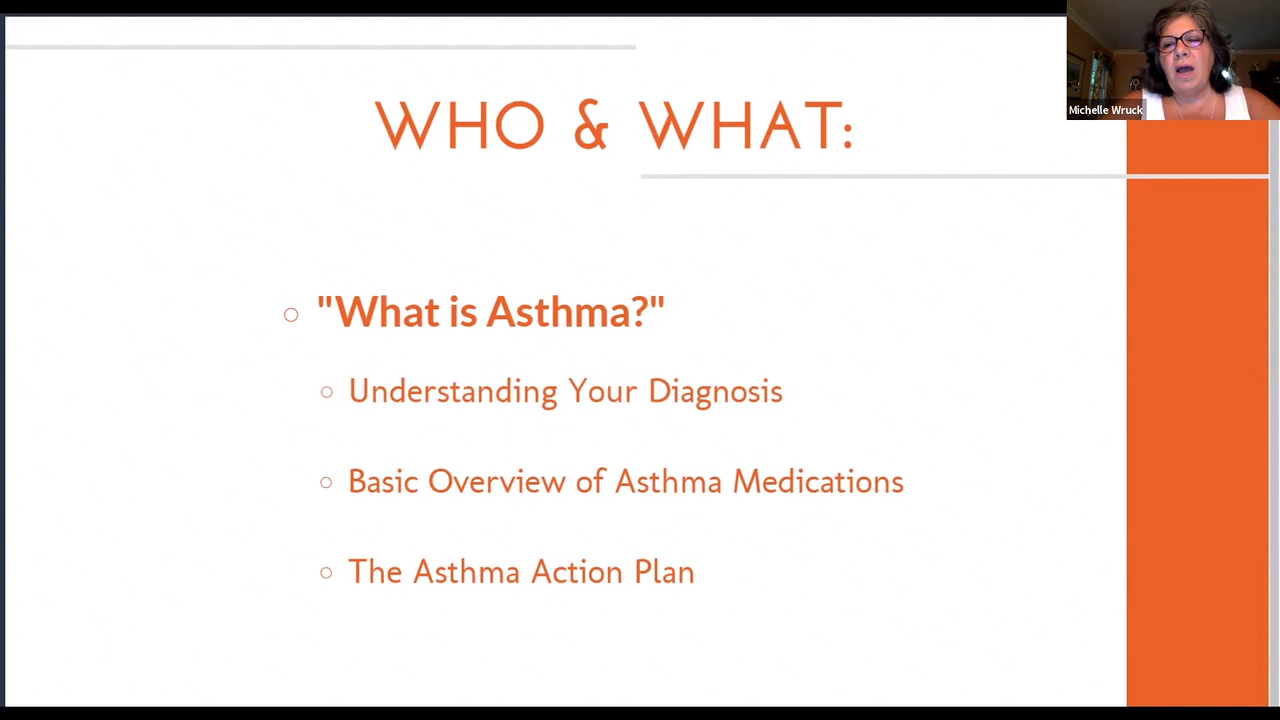 Michelle Wruck
WHO & WHAT:
"What is Asthma?"
Understanding Your Diagnosis
Basic Overview of Asthma Medications
The Asthma Action Plan